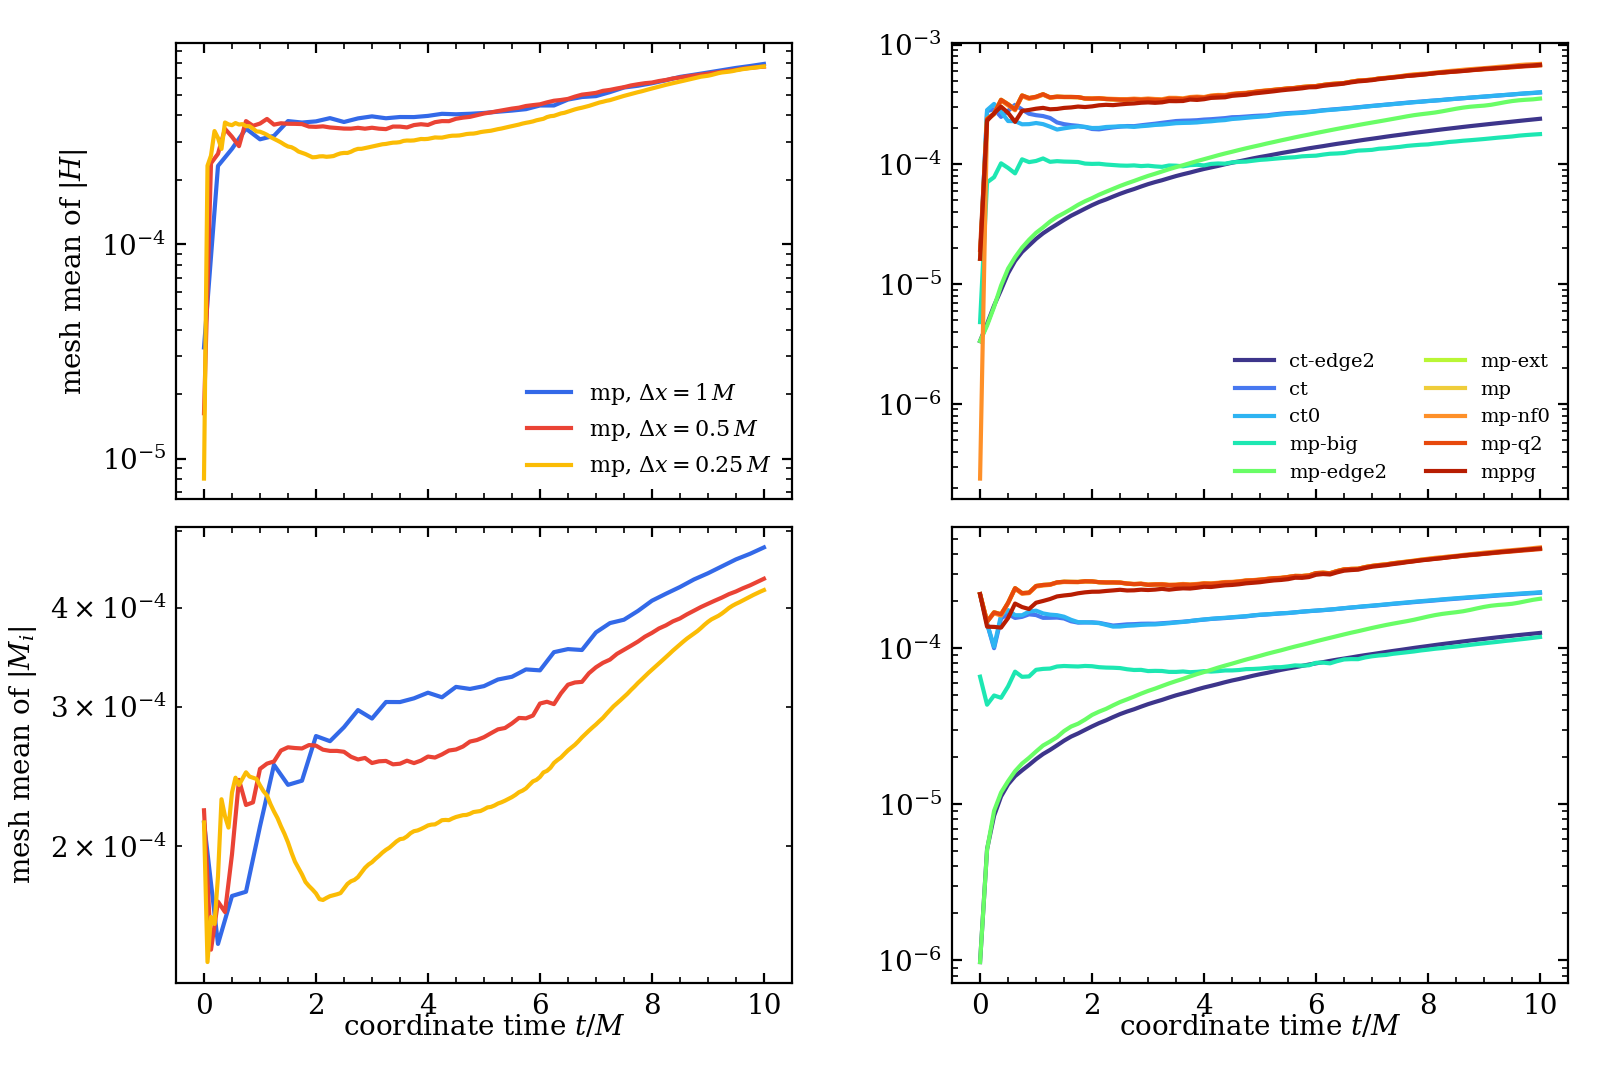 mesh mean of |H|
10⁻⁴
10⁻⁵
mp, Δx = 1 M
mp, Δx = 0.5 M
mp, Δx = 0.25 M
10⁻³
10⁻⁴
10⁻⁵
10⁻⁶
ct-edge2
ct
ct0
mp-big
mp-edge2
mp-ext
mp
mp-nf0
mp-q2
mppg
mesh mean of |Mᵢ|
4 × 10⁻⁴
3 × 10⁻⁴
2 × 10⁻⁴
0 2 4 6 8 10
coordinate time t/M
10⁻⁴
10⁻⁵
10⁻⁶
0 2 4 6 8 10
coordinate time t/M